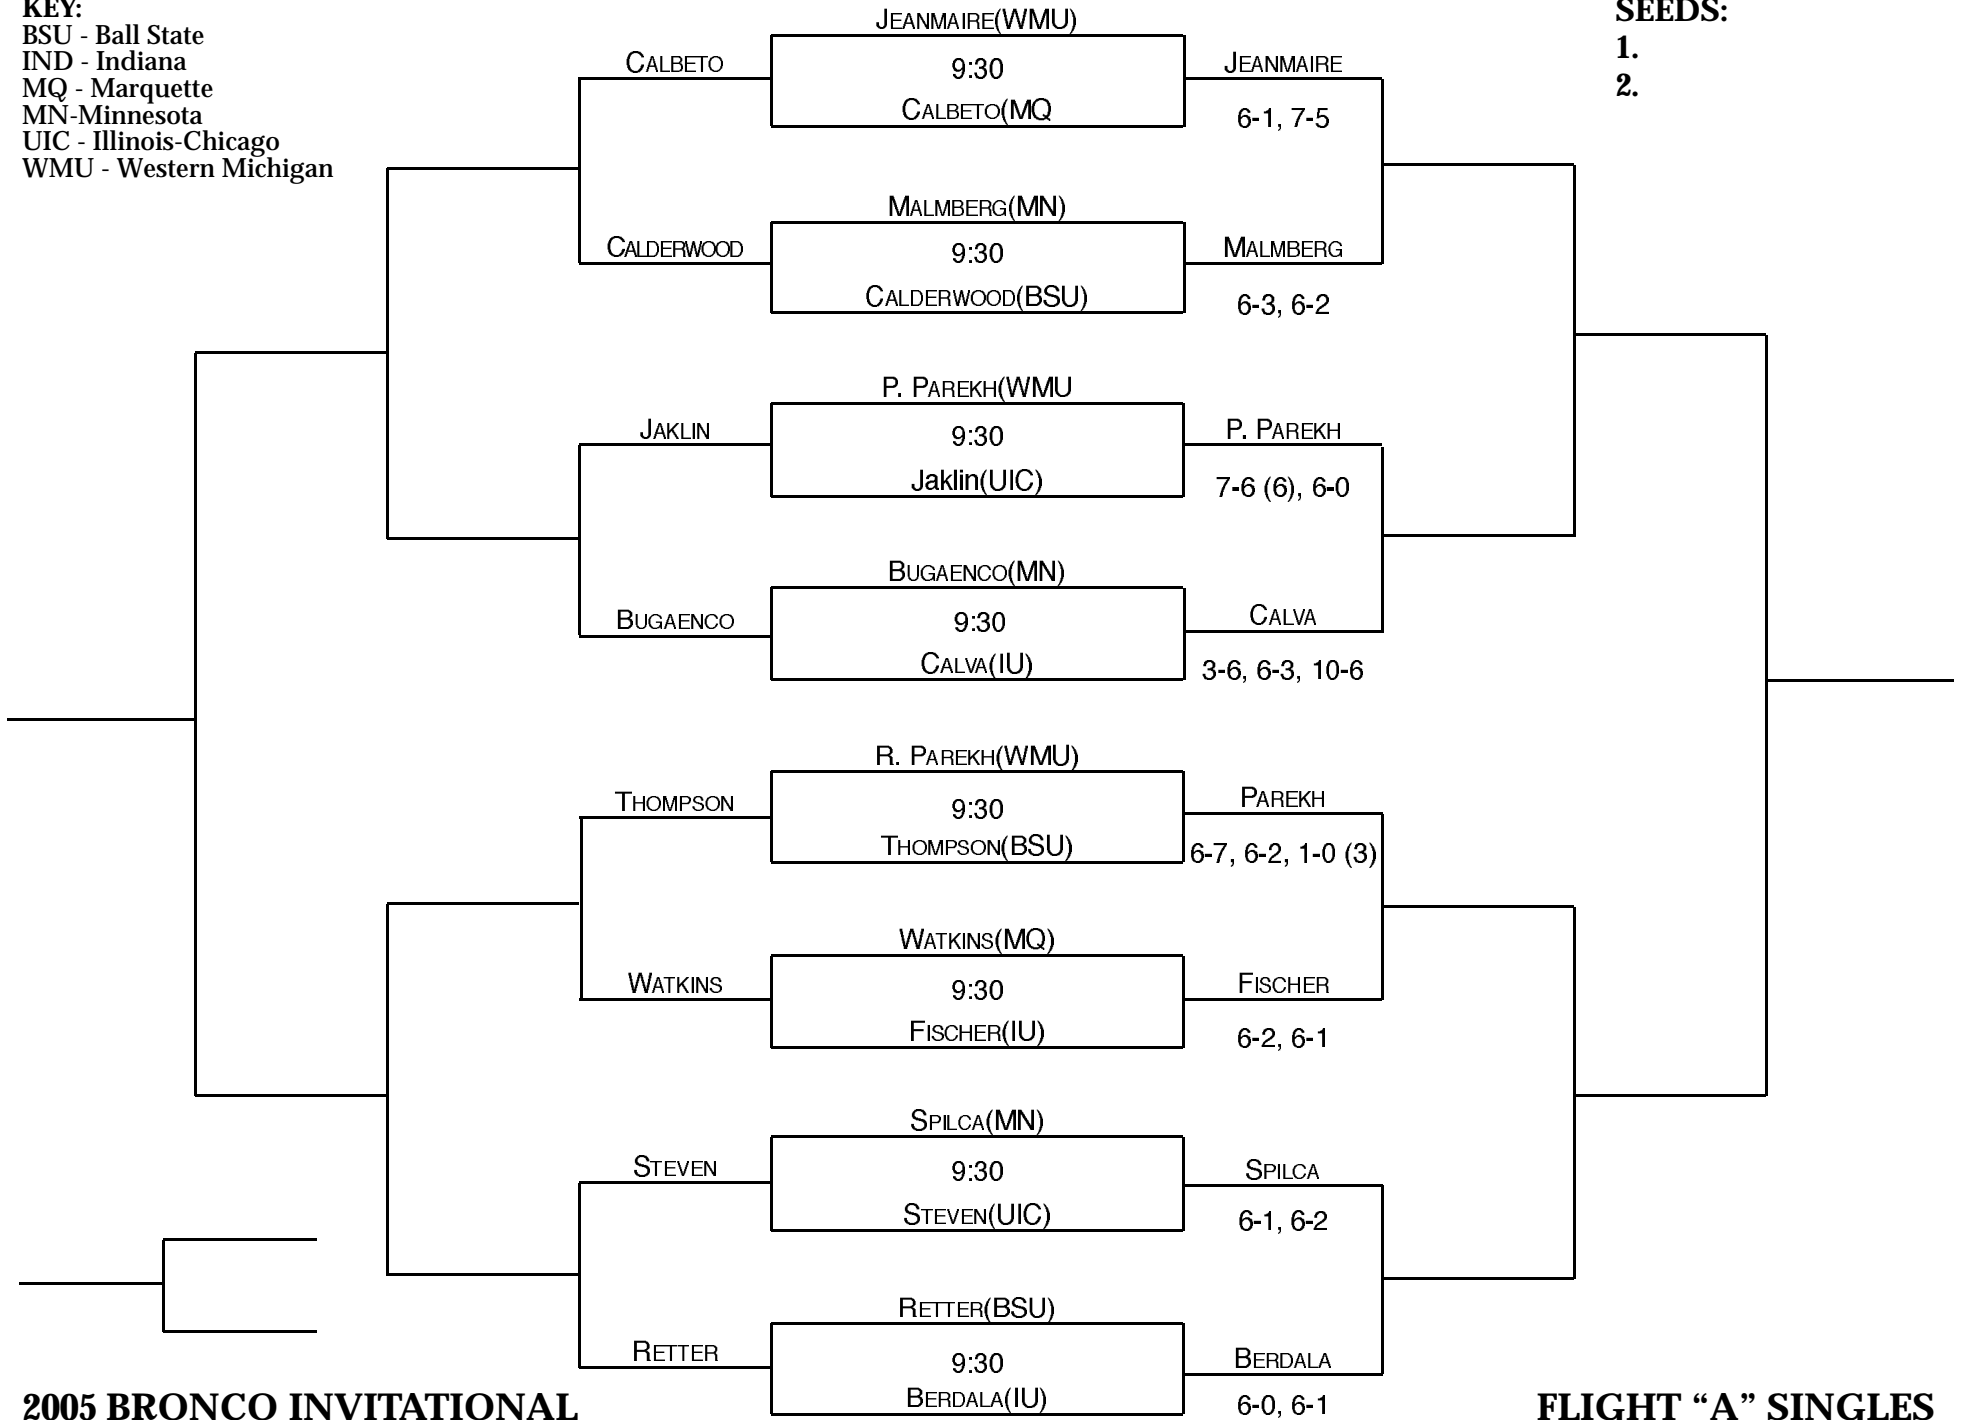 KEY:
BSU - Ball State
IND - Indiana
MQ - Marquette
MN-Minnesota
UIC - Illinois-Chicago
WMU - Western Michigan
SEEDS:
1.
2.
JEANMAIRE(WMU)
CALBETO
9:30
JEANMAIRE
CALBETO(MQ
6-1, 7-5
MALMBERG(MN)
CALDERWOOD
9:30
MALMBERG
CALDERWOOD(BSU)
6-3, 6-2
P. PAREKH(WMU
JAKLIN
9:30
P. PAREKH
Jaklin(UIC)
7-6 (6), 6-0
BUGAENCO(MN)
BUGAENCO
9:30
CALVA
CALVA(IU)
3-6, 6-3, 10-6
R. PAREKH(WMU)
THOMPSON
9:30
PAREKH
THOMPSON(BSU)
6-7, 6-2, 1-0 (3)
WATKINS(MQ)
WATKINS
9:30
FISCHER
FISCHER(IU)
6-2, 6-1
SPILCA(MN)
STEVEN
9:30
SPILCA
STEVEN(UIC)
6-1, 6-2
RETTER(BSU)
RETTER
9:30
BERDALA
BERDALA(IU)
6-0, 6-1
2005 BRONCO INVITATIONAL
FLIGHT “A” SINGLES